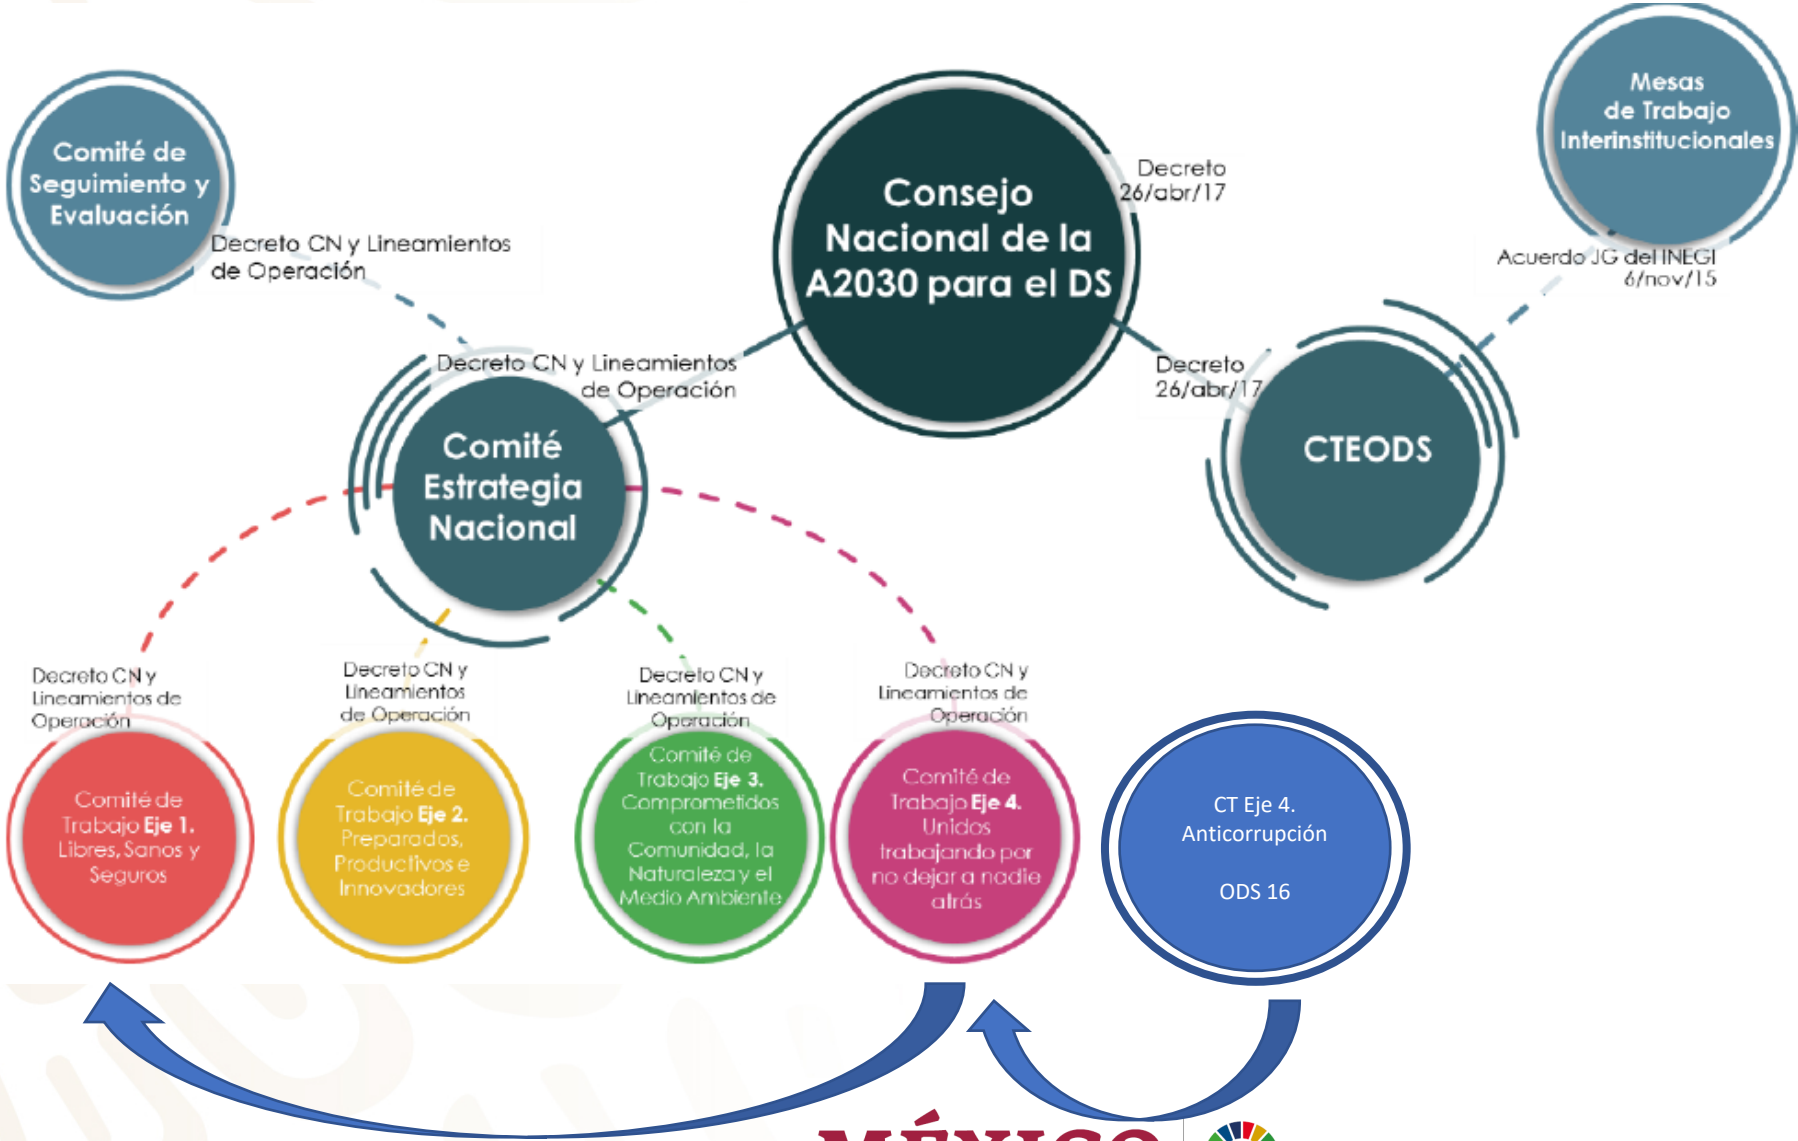 Mesas
de Trabajo
Interinstitucionales
Comité de
Seguimiento y
Evaluación
Consejo
Nacional de la
A2030 para el DS
Decreto
26/abr/17
Decreto CN y Lineamientos
de Operación
Acuerdo JG del INEGI
6/nov/15
Decreto CN y Lineamientos
de Operación
Decreto
26/abr/17
Comité
Estrategia
Nacional
CTEODS
Decreto CN y
Lineamientos de
Operación
Decreto CN y
Lineamientos
de Operación
Decreto CN y
Lineamientos de
Operación
Decreto CN y
Lineamientos de
Operación
Comité de
Trabajo Eje 1.
Libres, Sanos y
Seguros
Comité de
Trabajo Eje 2.
Preparados,
Productivos e
Innovadores
Comité de
Trabajo Eje 3.
Comprometidos
con la
Comunidad, la
Naturaleza y el
Medio Ambiente
Comité de
Trabajo Eje 4.
Unidos
trabajando por
no dejar a nadie
atrás
CT Eje 4.
Anticorrupción
ODS 16
MÉXICO